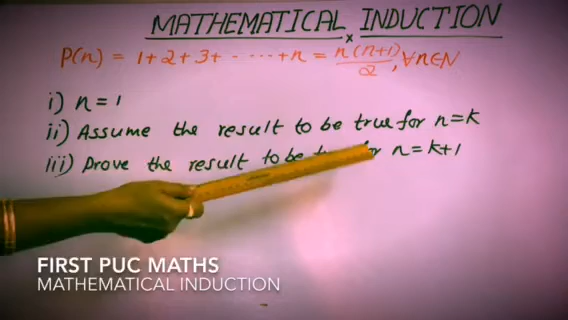 MATHEMATICAL INDUCTION
P(n) = 1+2+3+ - ---- +n = n(n+1)/2, ∀n∈N
i) n=1
ii) Assume the result to be true for n=k
iii) Prove the result to be n=k+1
FIRST PUC MATHS
MATHEMATICAL INDUCTION